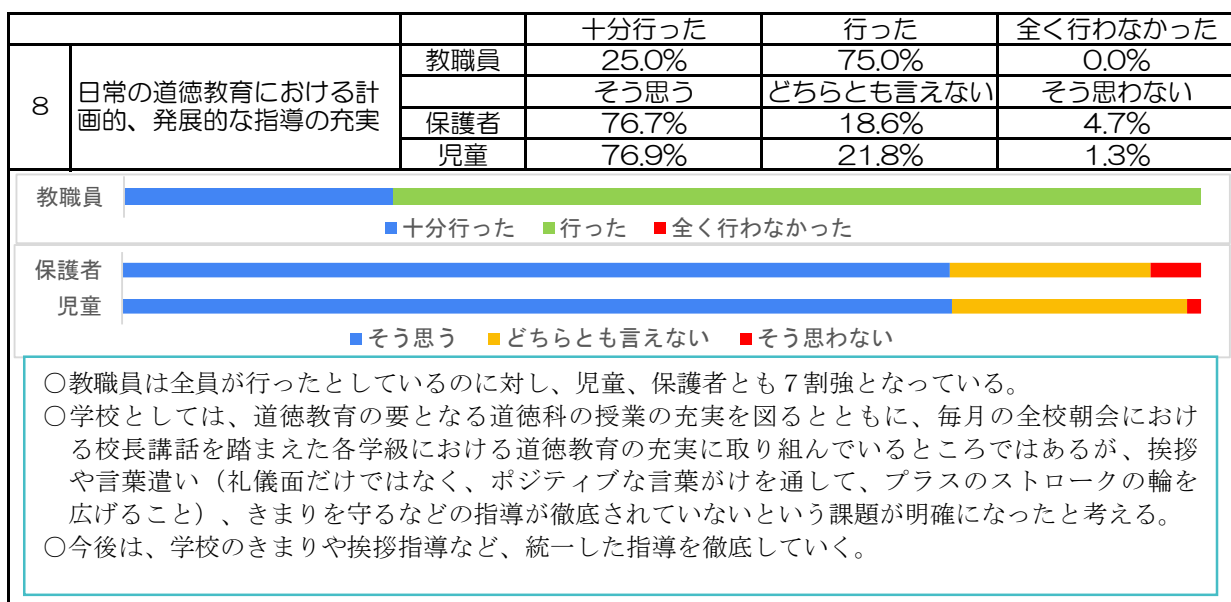 十分行った 行った 全く行わなかった
教職員 25.0% 75.0% 0.0%
8 日常の道徳教育における計
画的、発展的な指導の充実
そう思う どちらとも言えない そう思わない
保護者 76.7% 18.6% 4.7%
児童 76.9% 21.8% 1.3%
教職員
■十分行った ■行った ■全く行わなかった
保護者
児童
■そう思う ■どちらとも言えない ■そう思わない
〇教職員は全員が行ったとしているのに対し、児童、保護者とも７割強となっている。
〇学校としては、道徳教育の要となる道徳科の授業の充実を図るとともに、毎月の全校朝会におけ
る校長講話を踏まえた各学級における道徳教育の充実に取り組んでいるところではあるが、挨拶
や言葉遣い（礼儀面だけではなく、ポジティブな言葉がけを通して、プラスのストロークの輪を
広げること）、きまりを守るなどの指導が徹底されていないという課題が明確になったと考える。
〇今後は、学校のきまりや挨拶指導など、統一した指導を徹底していく。